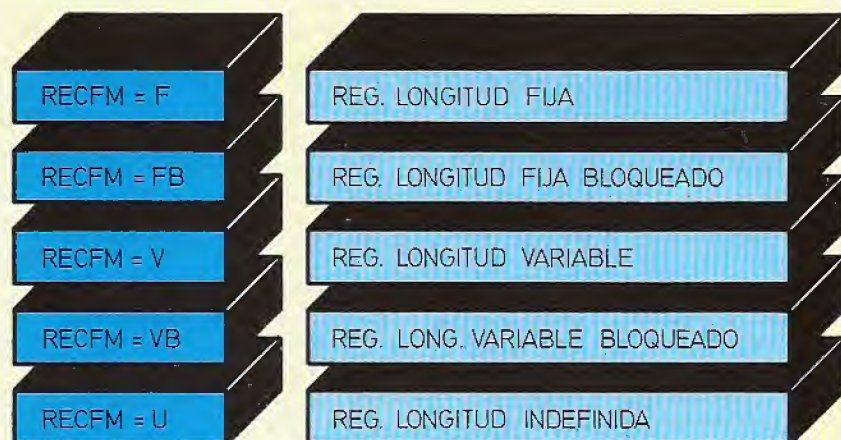 RECFM = F REG. LONGITUD FIJA
RECFM = FB REG. LONGITUD FIJA BLOQUEADO
RECFM = V REG. LONGITUD VARIABLE
RECFM = VB REG. LONG. VARIABLE BLOQUEADO
RECFM = U REG. LONGITUD INDEFINIDA